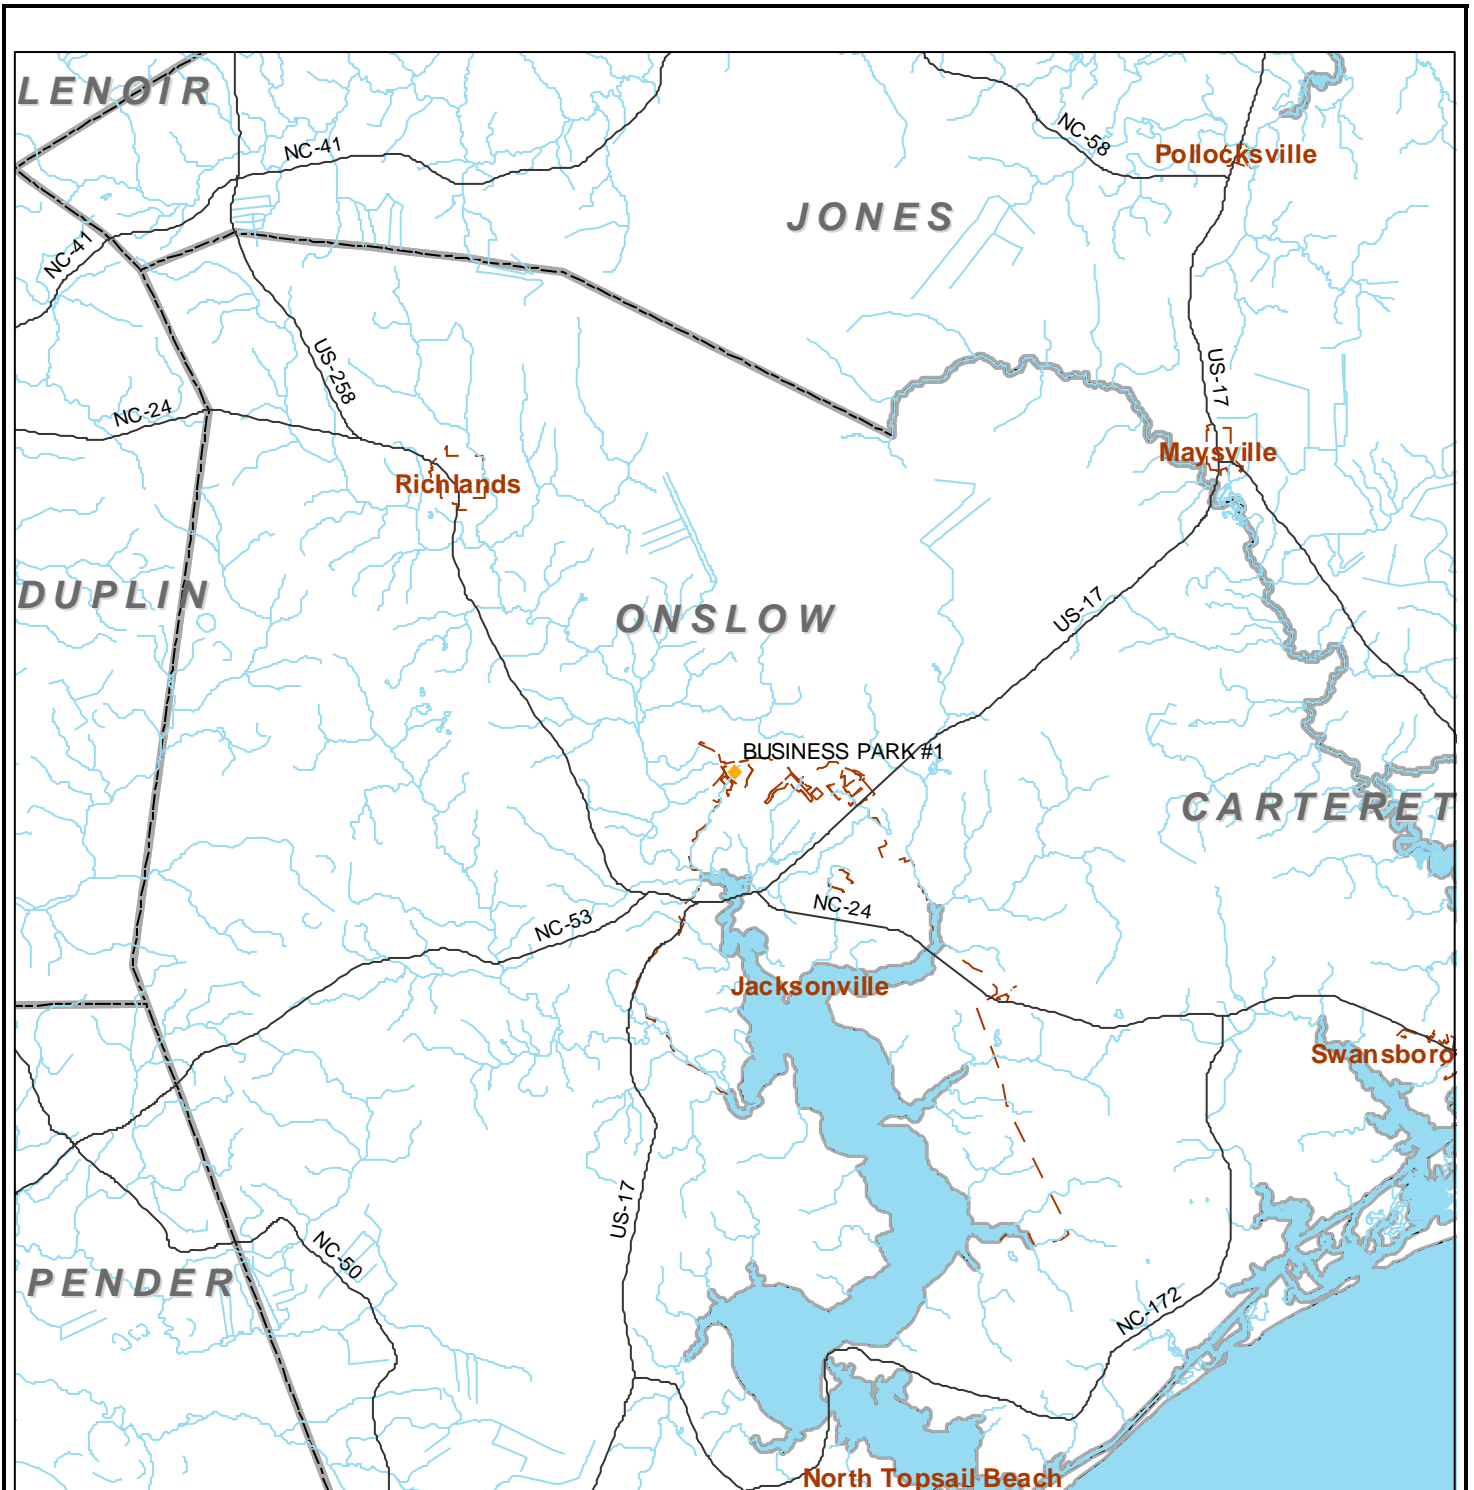 LENOIR
NC-41
NC-58
Pollocksville
JONES
NC-41
US-258
US-17
NC-24
Maysville
Richlands
DUPLIN
ONSLOW
US-17
BUSINESS PARK #1
CARTERET
NC-24
NC-53
Jacksonville
Swansboro
US-17
NC-50
PENDER
NC-172
North Topsail Beach